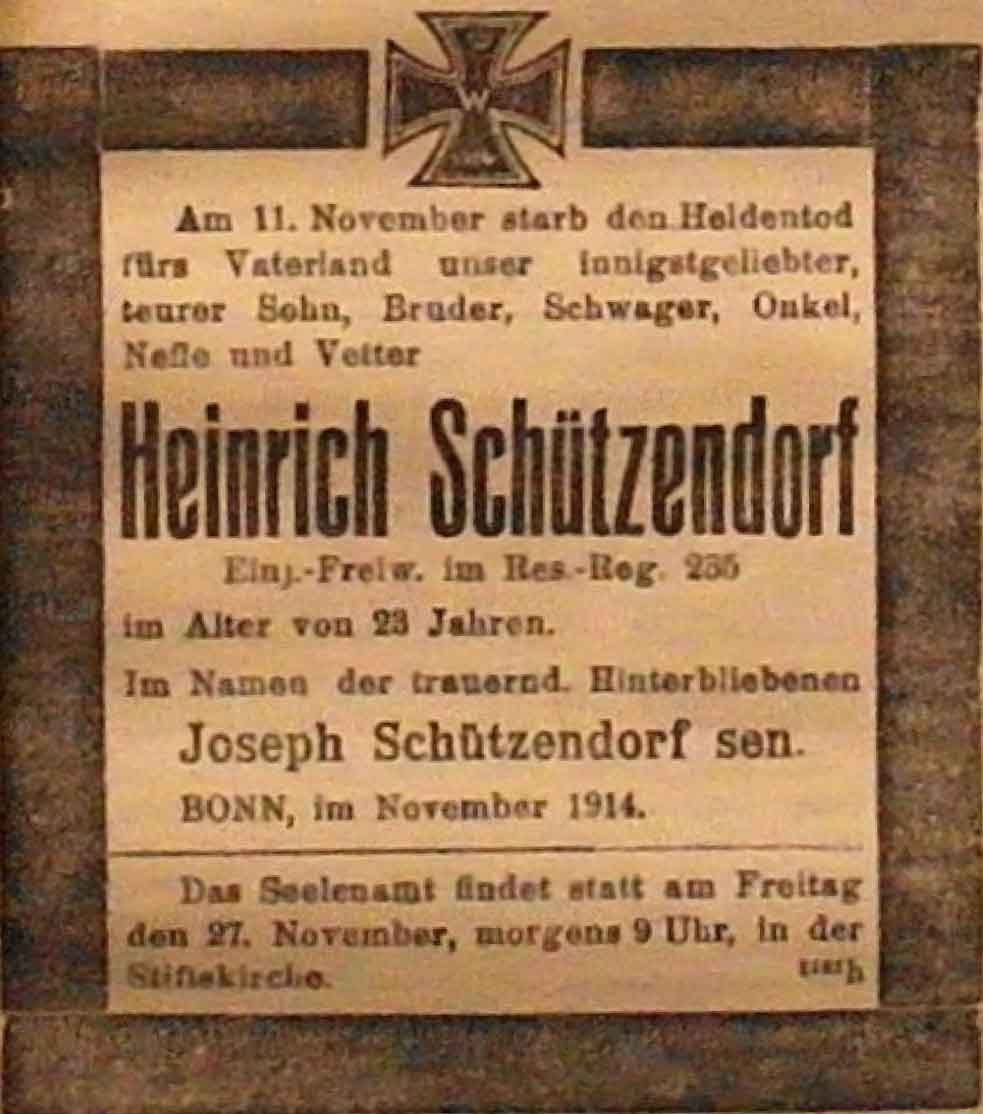 W
Am 11. November starb den Heldentod
fürs Vaterland unser innigstgeliebter,
teurer Sohn, Bruder, Schwager, Onkel,
Neffe und Vetter
Heinrich Schützendorf
Einj.-Freiw. im Res.-Reg. 235
im Alter von 23 Jahren.
Im Namen der trauernd. Hinterbliebenen
Joseph Schützendorf sen.
BONN, im November 1914.
Das Seelenamt findet statt am Freitag
den 27. November, morgens 9 Uhr, in der
Stiftskirche.